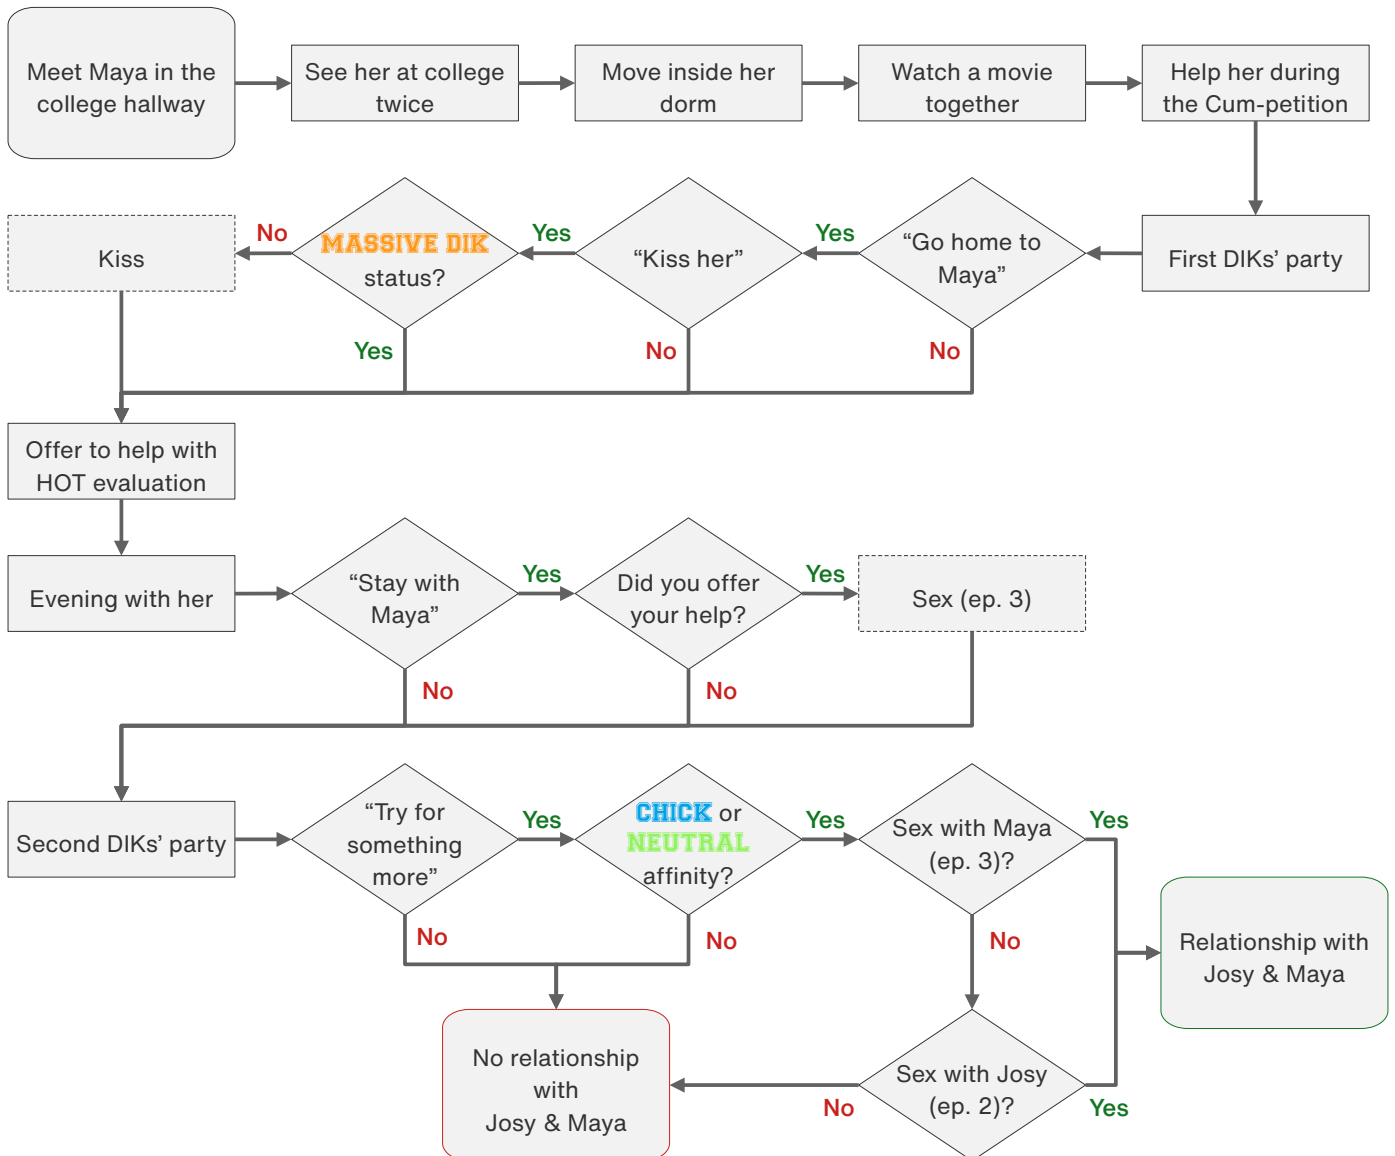 Meet Maya in the
college hallway
See her at college
twice
Move inside her
dorm
Watch a movie
together
Help her during
the Cum-petition
First DIKs’ party
“Go home to
Maya”
Yes
No
“Kiss her”
Yes
No
MASSIVE DIK
status?
No
Yes
Kiss
Offer to help with
HOT evaluation
Evening with her
“Stay with
Maya”
Yes
No
Did you offer
your help?
Yes
No
Sex (ep. 3)
Second DIKs’ party
“Try for
something
more”
Yes
No
CHICK or
NEUTRAL
affinity?
Yes
No
Sex with Maya
(ep. 3)?
Yes
No
Relationship with
Josy & Maya
Sex with Josy
(ep. 2)?
Yes
No
No relationship
with
Josy & Maya